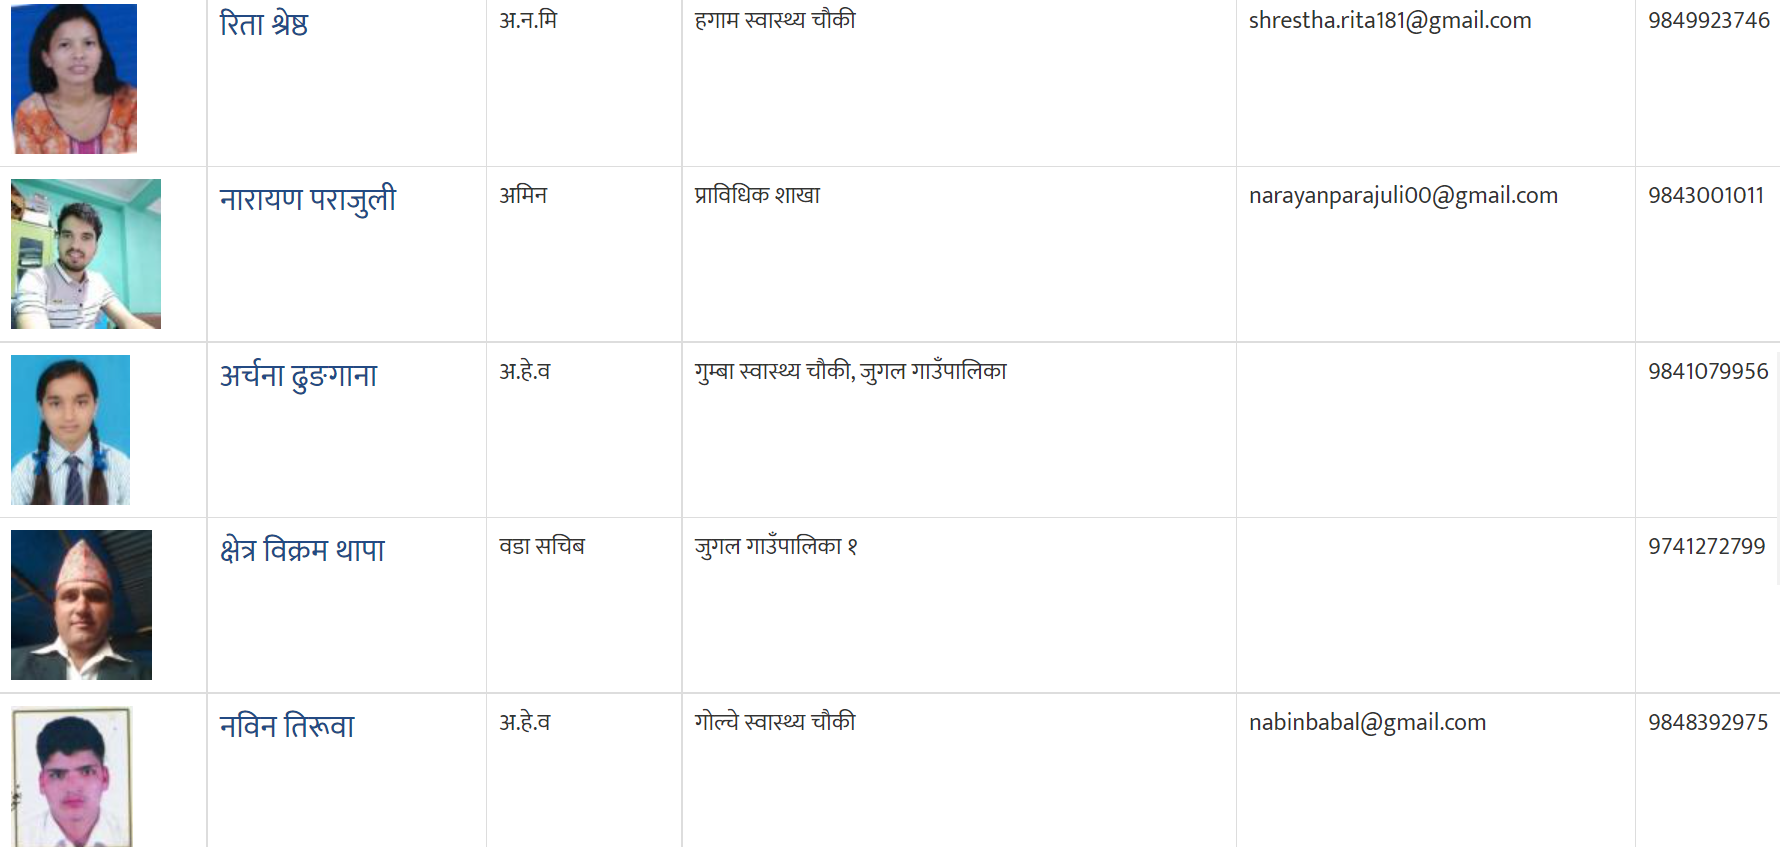 रिता श्रेष्ठ अ.न.मि हगाम स्वास्थ्य चौकी shrestha.rita181@gmail.com 9849923746
नारायण पराजुली अमिन प्राविधिक शाखा narayanparajuli00@gmail.com 9843001011
अर्चना ढुङगाना अ.हे.व गुम्बा स्वास्थ्य चौकी, जुगल गाउँपालिका 9841079956
क्षेत्र विक्रम थापा वडा सचिब जुगल गाउँपालिका १ 9741272799
नविन तिरूवा अ.हे.व गोल्चे स्वास्थ्य चौकी nabinbabal@gmail.com 9848392975